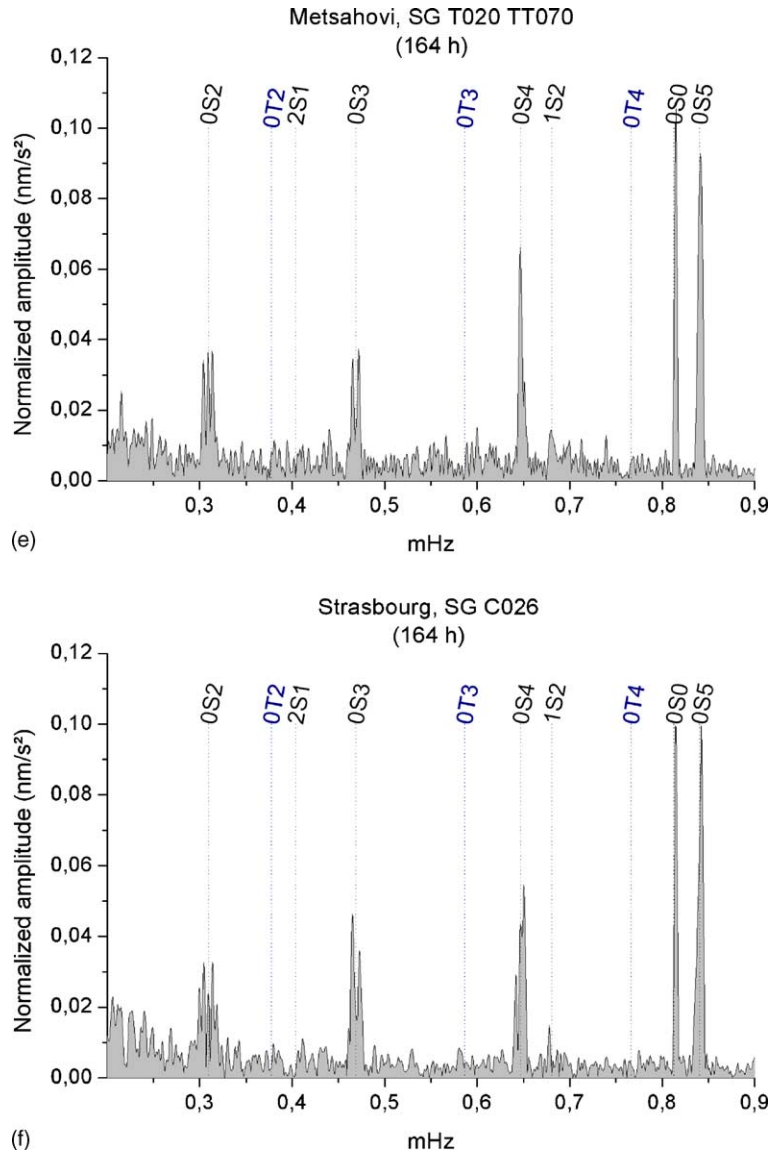 Metsahovi, SG T020 TT070
(164 h)
Normalized amplitude (nm/s²)
0,12
0,10
0,08
0,06
0,04
0,02
0,00
0S2
0T2
2S1
0S3
0T3
0S4
1S2
0T4
0S0
0S5
0,3
0,4
0,5
0,6
0,7
0,8
0,9
mHz
(e)
Strasbourg, SG C026
(164 h)
Normalized amplitude (nm/s²)
0,12
0,10
0,08
0,06
0,04
0,02
0,00
0S2
0T2
2S1
0S3
0T3
0S4
1S2
0T4
0S0
0S5
0,3
0,4
0,5
0,6
0,7
0,8
0,9
mHz
(f)